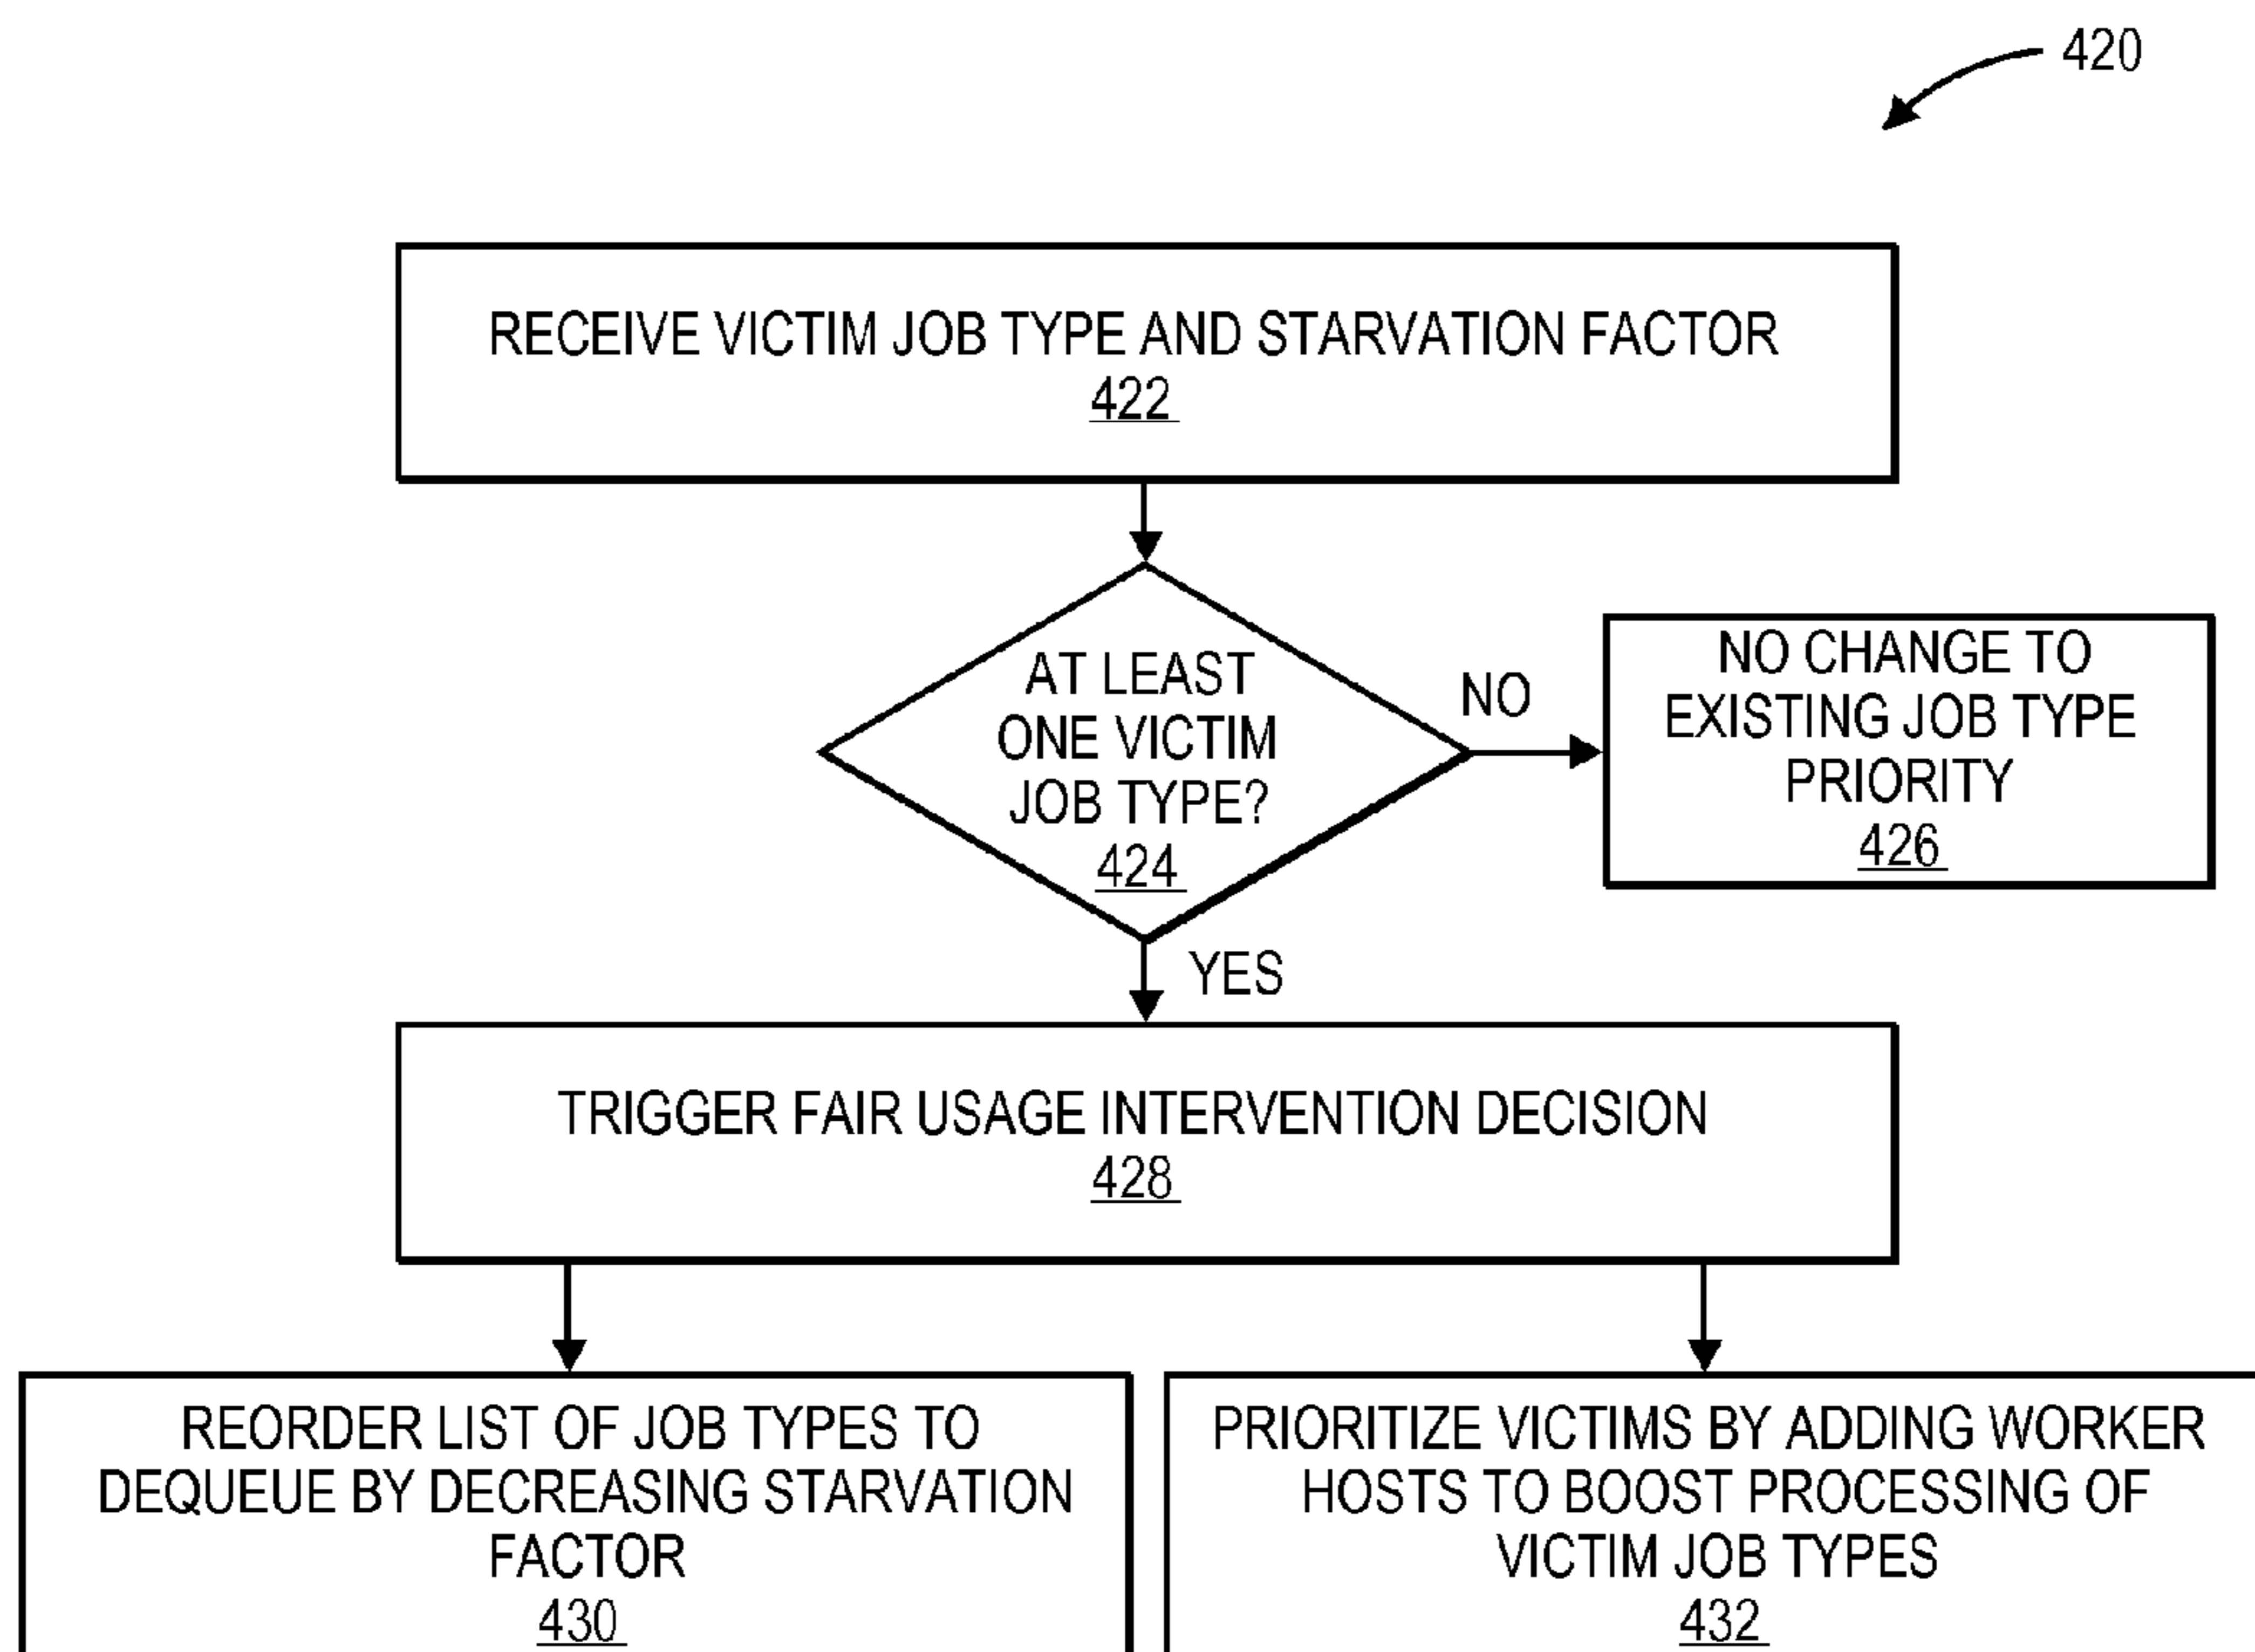 420
RECEIVE VICTIM JOB TYPE AND STARVATION FACTOR
422
AT LEAST
ONE VICTIM
JOB TYPE?
424
NO
NO CHANGE TO
EXISTING JOB TYPE
PRIORITY
426
YES
TRIGGER FAIR USAGE INTERVENTION DECISION
428
REORDER LIST OF JOB TYPES TO
DEQUEUE BY DECREASING STARVATION
FACTOR
430
PRIORITIZE VICTIMS BY ADDING WORKER
HOSTS TO BOOST PROCESSING OF
VICTIM JOB TYPES
432